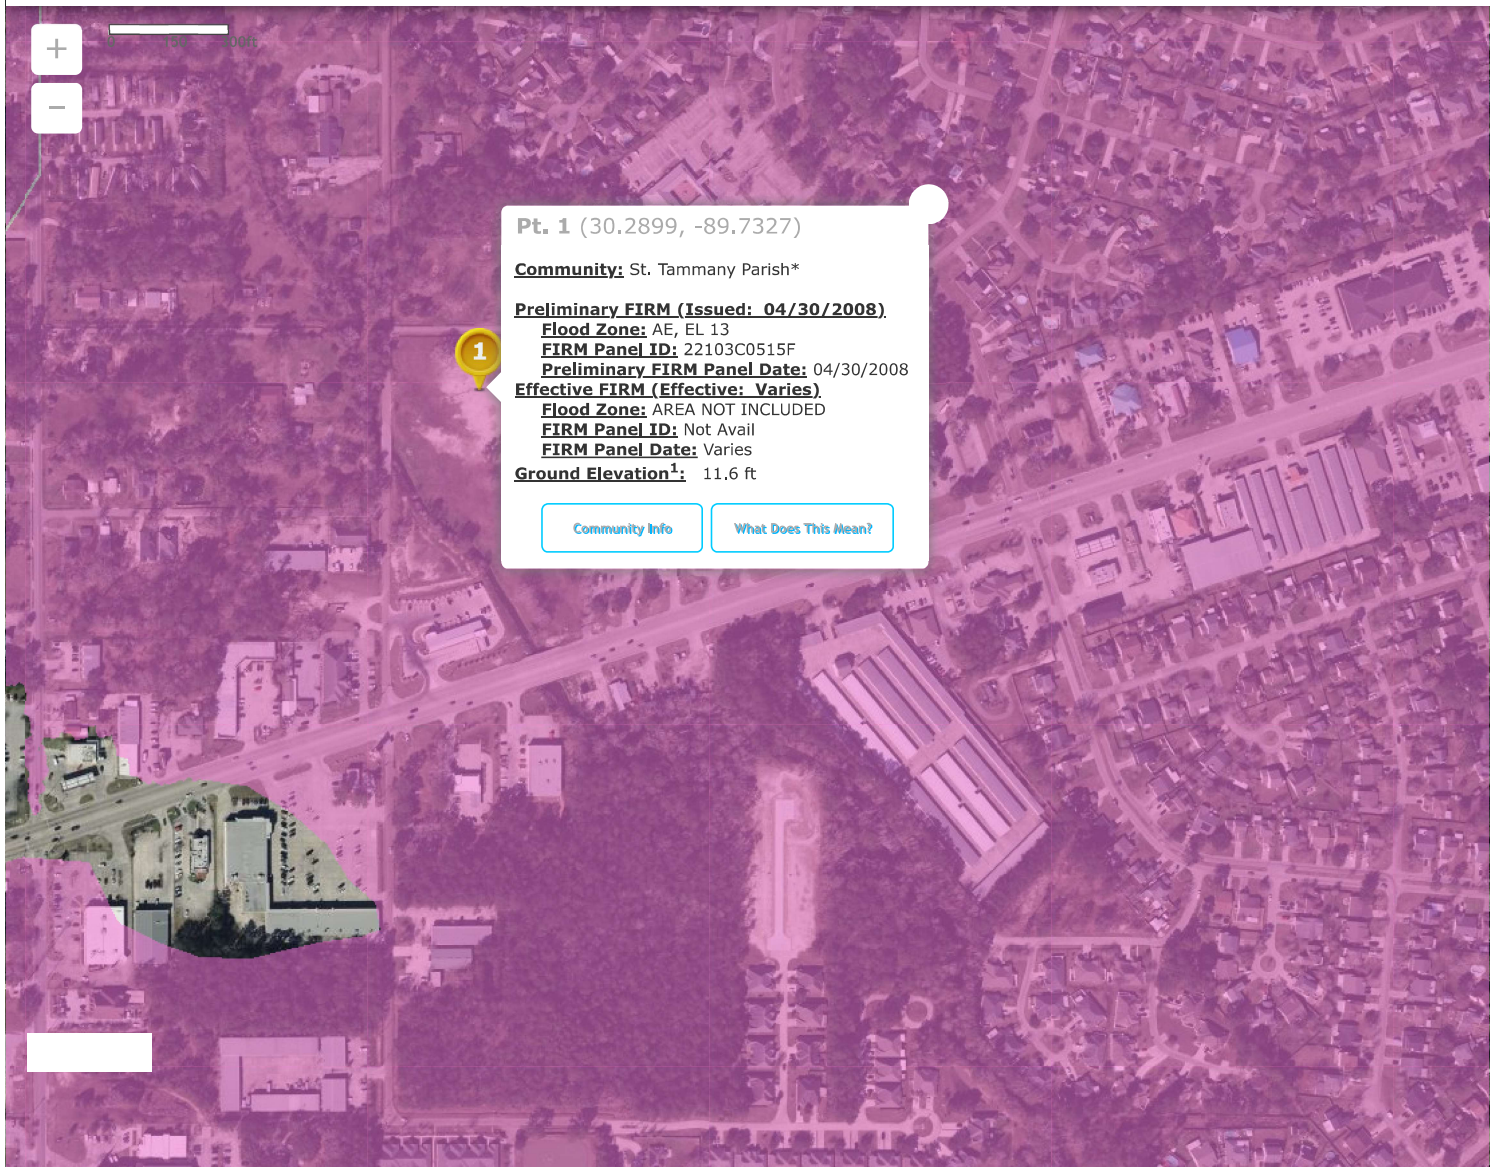 +
−
0 150 300ft
Pt. 1 (30.2899, -89.7327)
Community: St. Tammany Parish*
Preliminary FIRM (Issued: 04/30/2008)
Flood Zone: AE, EL 13
1
FIRM Panel ID: 22103C0515F
Preliminary FIRM Panel Date: 04/30/2008
Effective FIRM (Effective: Varies)
Flood Zone: AREA NOT INCLUDED
FIRM Panel ID: Not Avail
FIRM Panel Date: Varies
Ground Elevation¹: 11.6 ft
Community Info What Does This Mean?